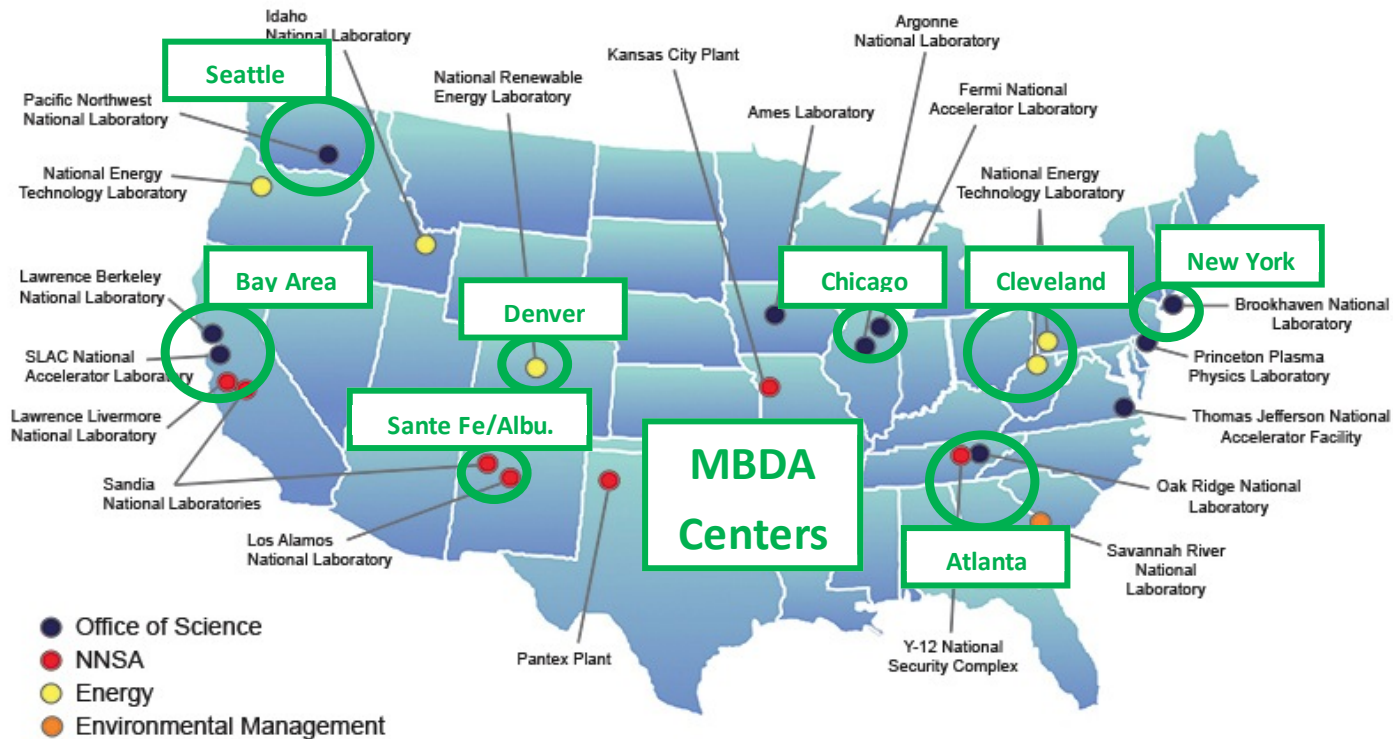 Idaho
National Laboratory
Seattle
Pacific Northwest
National Laboratory
National Renewable
Energy Laboratory
Kansas City Plant
Argonne
National Laboratory
Ames Laboratory
Fermi National
Accelerator Laboratory
National Energy
Technology Laboratory
National Energy
Technology Laboratory
Lawrence Berkeley
National Laboratory
Bay Area
Denver
Chicago
Cleveland
New York
Brookhaven National
Laboratory
SLAC National
Accelerator Laboratory
Princeton Plasma
Physics Laboratory
Lawrence Livermore
National Laboratory
Sante Fe/Albu.
Thomas Jefferson National
Accelerator Facility
MBDA
Centers
Sandia
National Laboratories
Oak Ridge National
Laboratory
Los Alamos
National Laboratory
Atlanta
Savannah River
National
Laboratory
Pantex Plant
Y-12 National
Security Complex
Office of Science
NNSA
Energy
Environmental Management